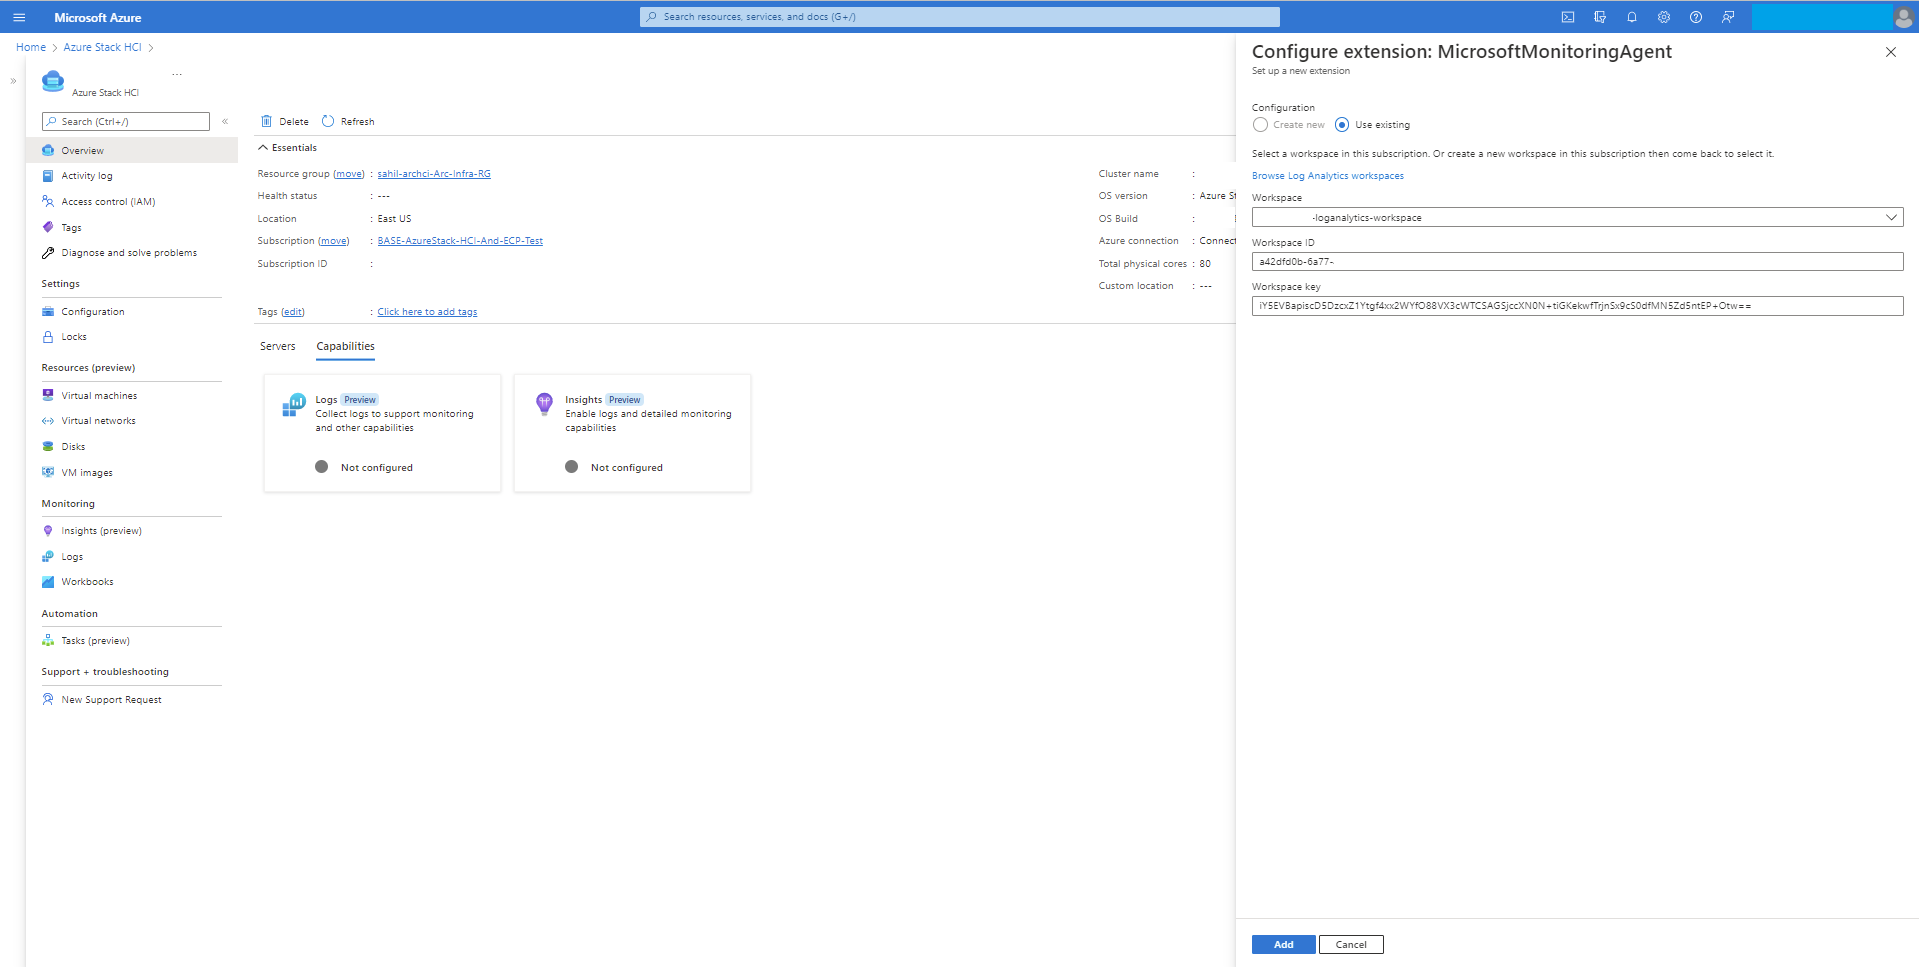 Microsoft Azure
Search resources, services, and docs (G+/)
Home > Azure Stack HCI >
...
Azure Stack HCI
Search (Ctrl+/)
Overview
Activity log
Access control (IAM)
Tags
Diagnose and solve problems
Settings
Configuration
Locks
Resources (preview)
Virtual machines
Virtual networks
Disks
VM images
Monitoring
Insights (preview)
Logs
Workbooks
Automation
Tasks (preview)
Support + troubleshooting
New Support Request
Delete Refresh
Essentials
Resource group (move) : sahil-archci-Arc-Infra-RG
Health status : ---
Location : East US
Subscription (move) : BASE-AzureStack-HCI-And-ECP-Test
Subscription ID :
Tags (edit) : Click here to add tags
Cluster name :
OS version : Azure St
OS Build :
Azure connection : Connect
Total physical cores : 80
Custom location : ---
Servers Capabilities
Logs Preview
Collect logs to support monitoring
and other capabilities
Not configured
Insights Preview
Enable logs and detailed monitoring
capabilities
Not configured
Configure extension: MicrosoftMonitoringAgent
Set up a new extension
Configuration
Create new Use existing
Select a workspace in this subscription. Or create a new workspace in this subscription then come back to select it.
Browse Log Analytics workspaces
Workspace
-loganalytics-workspace
Workspace ID
a42dfd0b-6a77-
Workspace key
Add Cancel